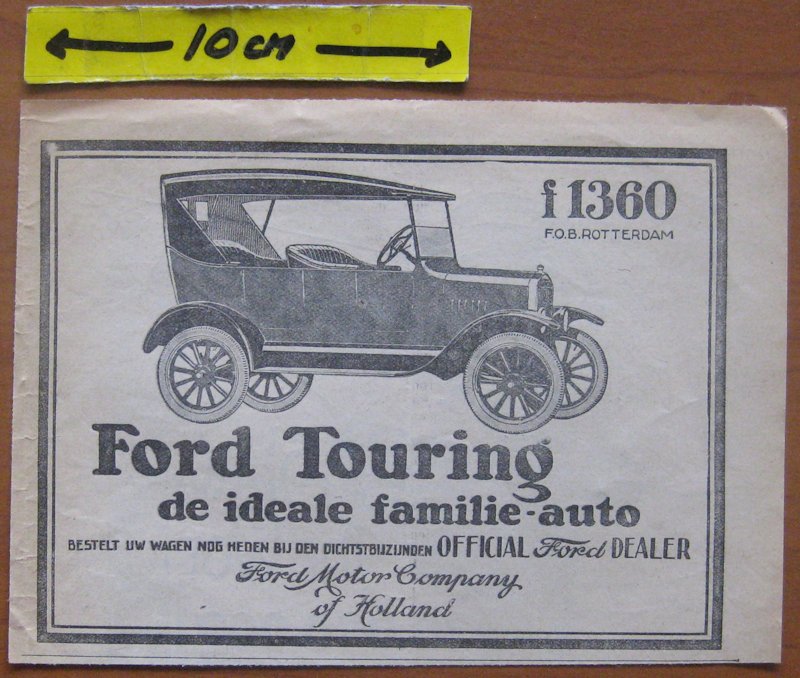 10 CM
f 1360
F.O.B. ROTTERDAM
Ford Touring
de ideale familie-auto
BESTELT UW WAGEN NOG HEDEN BIJ DEN DICHTSTBIJZIJNDEN OFFICIAL Ford DEALER
Ford Motor Company
of Holland